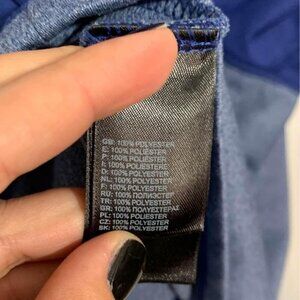 GB: 100% POLYESTER
E: 100% POLIESTER
P: 100% POLIESTER
I: 100% POLIESTERE
D: 100% POLYESTER
NL: 100% POLYESTER
F: 100% POLYESTER
RU: 100% ПОЛИЭСТЕР
TR: 100% POLYESTER
GR: 100% ΠΟΛΥΕΣΤΕΡΑΣ
PL: 100% POLIESTER
CZ: 100% POLYESTER
SK: 100% POLYESTER